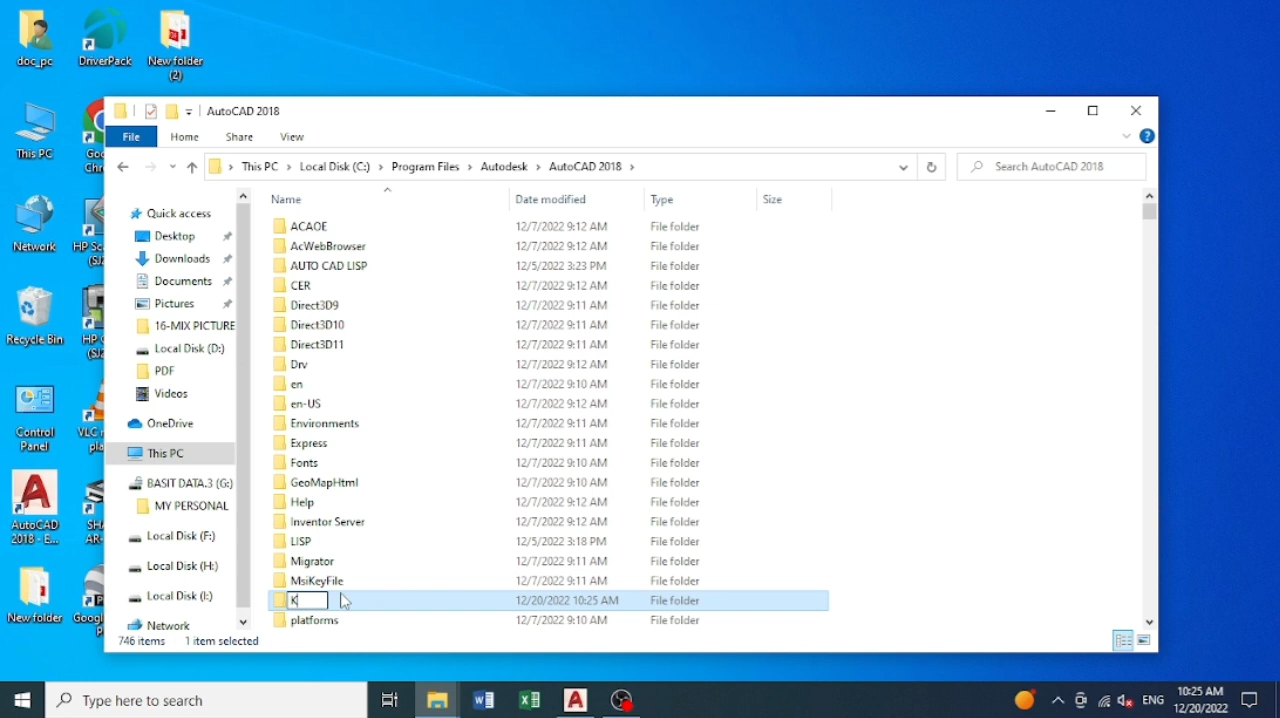 doc_pc
DriverPack
New folder
(2)
This PC
Goo
Chro
Network
HP Sc
(SJ2
Recycle Bin
HP
(SJ2
Control
Panel
VLC
pla
AutoCAD
2018 - E...
SHA
AR-
New folder
Goog
P
AutoCAD 2018
File
Home
Share
View
This PC
Local Disk (C:)
Program Files
Autodesk
AutoCAD 2018
Search AutoCAD 2018
Quick access
Desktop
Downloads
Documents
Pictures
16-MIX PICTURE
Local Disk (D:)
PDF
Videos
OneDrive
This PC
BASIT DATA.3 (G:)
MY PERSONAL
Local Disk (F:)
Local Disk (H:)
Local Disk (I:)
Network
Name Date modified Type Size
ACAOE 12/7/2022 9:12 AM File folder
AcWebBrowser 12/7/2022 9:12 AM File folder
AUTO CAD LISP 12/5/2022 3:23 PM File folder
CER 12/7/2022 9:12 AM File folder
Direct3D9 12/7/2022 9:11 AM File folder
Direct3D10 12/7/2022 9:11 AM File folder
Direct3D11 12/7/2022 9:11 AM File folder
Drv 12/7/2022 9:12 AM File folder
en 12/7/2022 9:10 AM File folder
en-US 12/7/2022 9:12 AM File folder
Environments 12/7/2022 9:11 AM File folder
Express 12/7/2022 9:11 AM File folder
Fonts 12/7/2022 9:10 AM File folder
GeoMapHtml 12/7/2022 9:10 AM File folder
Help 12/7/2022 9:12 AM File folder
Inventor Server 12/7/2022 9:12 AM File folder
LISP 12/5/2022 3:18 PM File folder
Migrator 12/7/2022 9:11 AM File folder
MsiKeyFile 12/7/2022 9:11 AM File folder
K 12/20/2022 10:25 AM File folder
platforms 12/7/2022 9:10 AM File folder
746 items 1 item selected
Type here to search
ENG
10:25 AM
12/20/2022